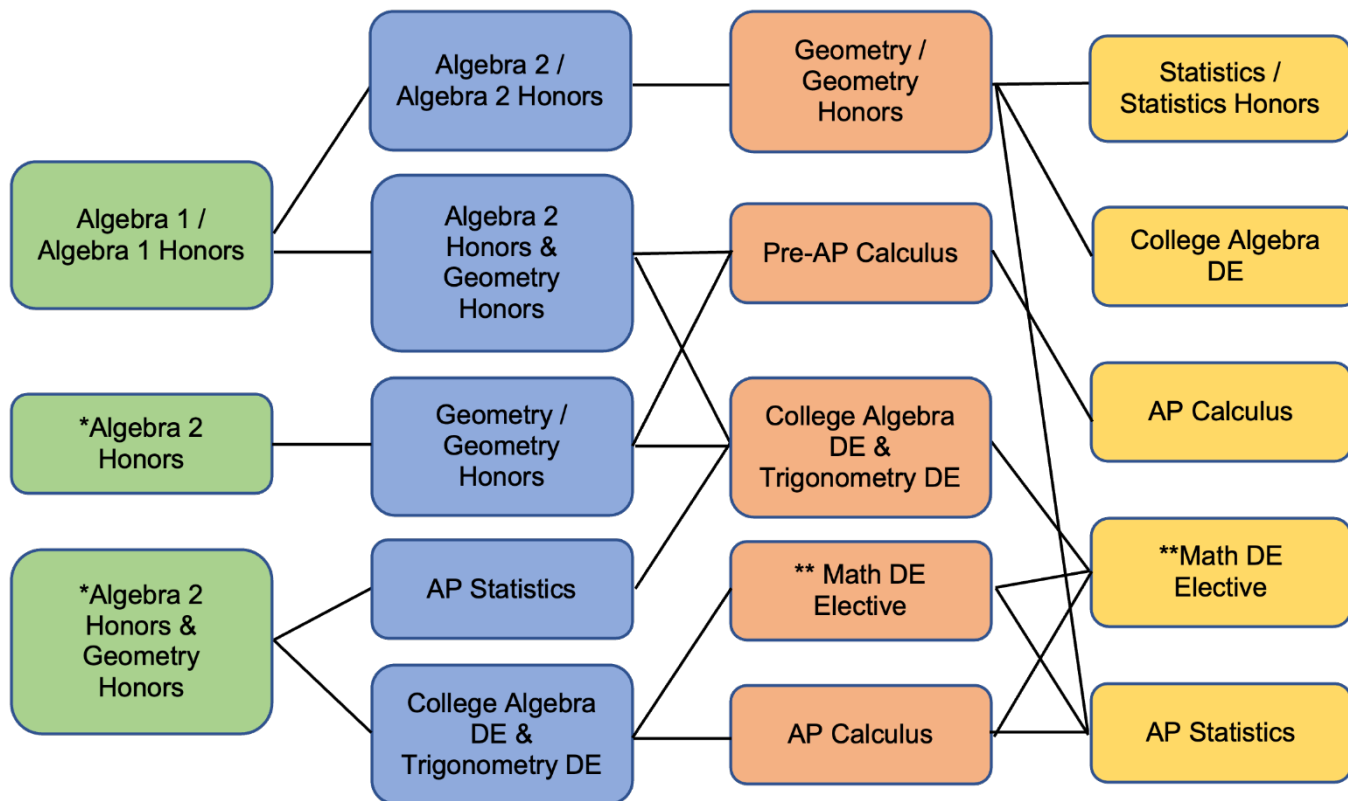 Algebra 1 /
Algebra 1 Honors
*Algebra 2
Honors
*Algebra 2
Honors &
Geometry
Honors
Algebra 2 /
Algebra 2 Honors
Algebra 2
Honors &
Geometry
Honors
Geometry /
Geometry
Honors
AP Statistics
College Algebra
DE &
Trigonometry DE
Geometry /
Geometry
Honors
Pre-AP Calculus
College Algebra
DE &
Trigonometry DE
** Math DE
Elective
AP Calculus
Statistics /
Statistics Honors
College Algebra
DE
AP Calculus
**Math DE
Elective
AP Statistics